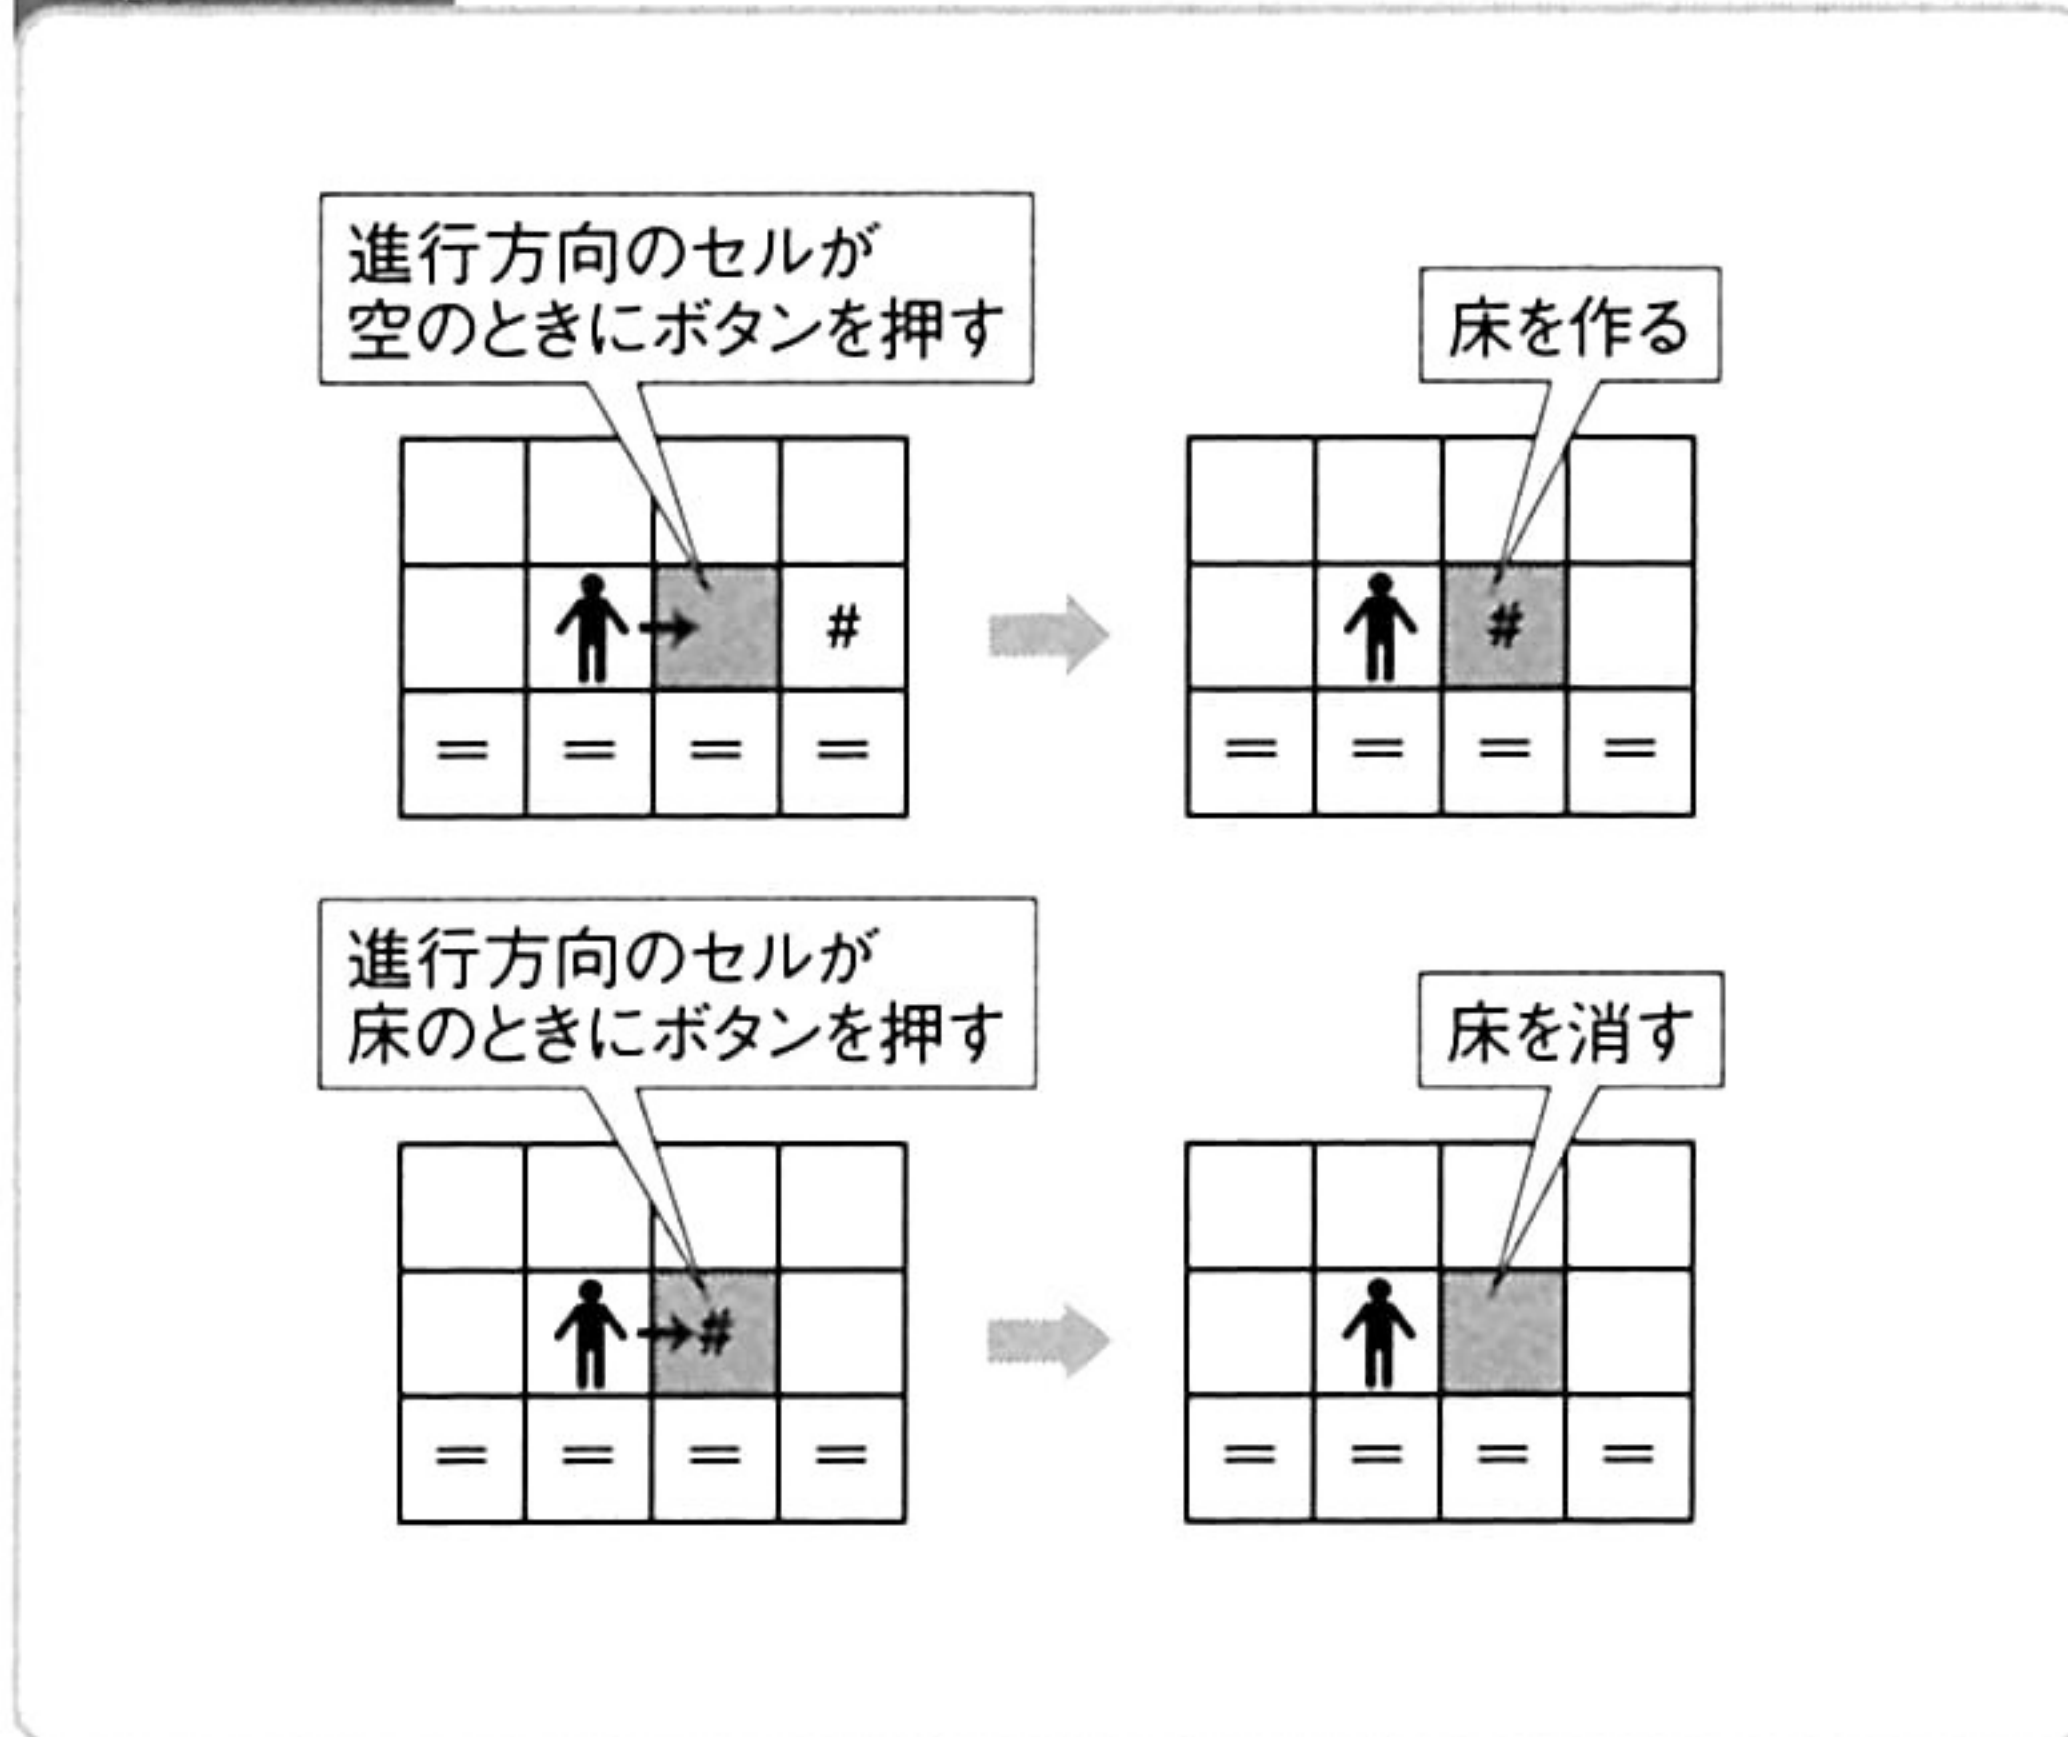 進行方向のセルが
空のときにボタンを押す
床を作る
#
#
= = = =
= = = =
進行方向のセルが
床のときにボタンを押す
床を消す
#
= = = =
= = = =